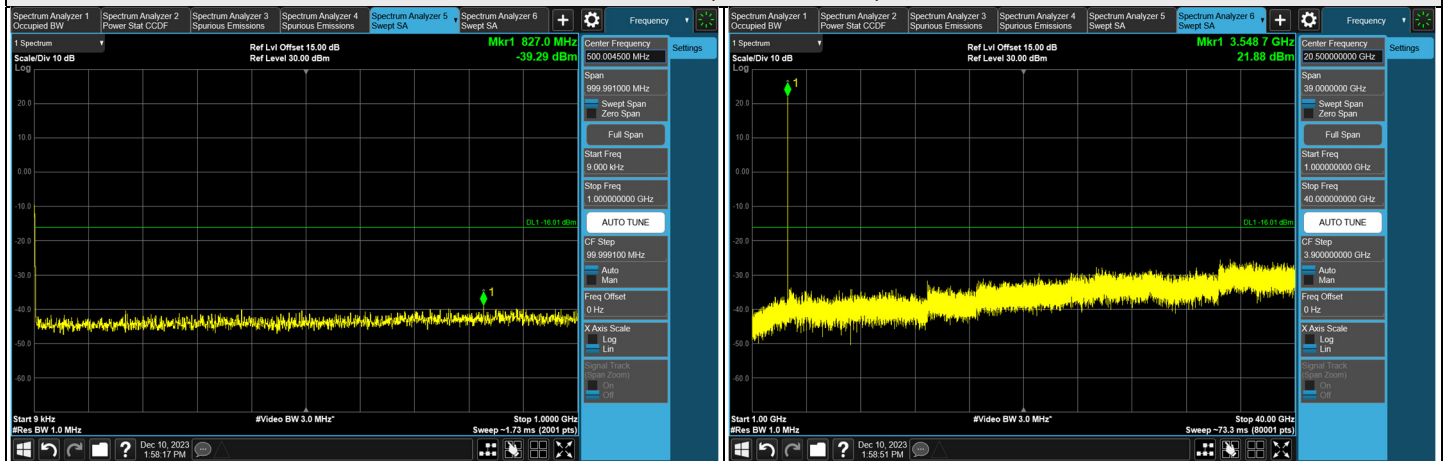 Spectrum Analyzer 1
Occupied BW
Spectrum Analyzer 2
Power Stat CCDF
Spectrum Analyzer 3
Spurious Emissions
Spectrum Analyzer 4
Spurious Emissions
Spectrum Analyzer 5
Swept SA
Spectrum Analyzer 6
Swept SA
+
Frequency
1 Spectrum
Scale/Div 10 dB
Log
Ref Lvl Offset 15.00 dB
Ref Level 30.00 dBm
Mkr1 827.0 MHz
-39.29 dBm
20.0
10.0
0.00
-10.0
-20.0
-30.0
-40.0
-50.0
-60.0
DL1 -16.01 dBm
1
Start 9 kHz
#Res BW 1.0 MHz
#Video BW 3.0 MHz*
Stop 1.0000 GHz
Sweep ~1.73 ms (2001 pts)
Center Frequency
500.004500 MHz
Settings
Span
999.991000 MHz
Swept Span
Zero Span
Full Span
Start Freq
9.000 kHz
Stop Freq
1.000000000 GHz
AUTO TUNE
CF Step
99.999100 MHz
Auto
Man
Freq Offset
0 Hz
X Axis Scale
Log
Lin
Signal Track
(Span Zoom)
On
Off
?
Dec 10, 2023
1:58:17 PM
Spectrum Analyzer 1
Occupied BW
Spectrum Analyzer 2
Power Stat CCDF
Spectrum Analyzer 3
Spurious Emissions
Spectrum Analyzer 4
Spurious Emissions
Spectrum Analyzer 5
Swept SA
Spectrum Analyzer 6
Swept SA
+
Frequency
1 Spectrum
Scale/Div 10 dB
Log
Ref Lvl Offset 15.00 dB
Ref Level 30.00 dBm
Mkr1 3.548 7 GHz
21.88 dBm
20.0
10.0
0.00
-10.0
-20.0
-30.0
-40.0
-50.0
-60.0
DL1 -16.01 dBm
1
Start 1.00 GHz
#Res BW 1.0 MHz
#Video BW 3.0 MHz*
Stop 40.00 GHz
Sweep ~73.3 ms (80001 pts)
Center Frequency
20.500000000 GHz
Settings
Span
39.0000000 GHz
Swept Span
Zero Span
Full Span
Start Freq
1.000000000 GHz
Stop Freq
40.000000000 GHz
AUTO TUNE
CF Step
3.900000000 GHz
Auto
Man
Freq Offset
0 Hz
X Axis Scale
Log
Lin
Signal Track
(Span Zoom)
On
Off
?
Dec 10, 2023
1:58:51 PM